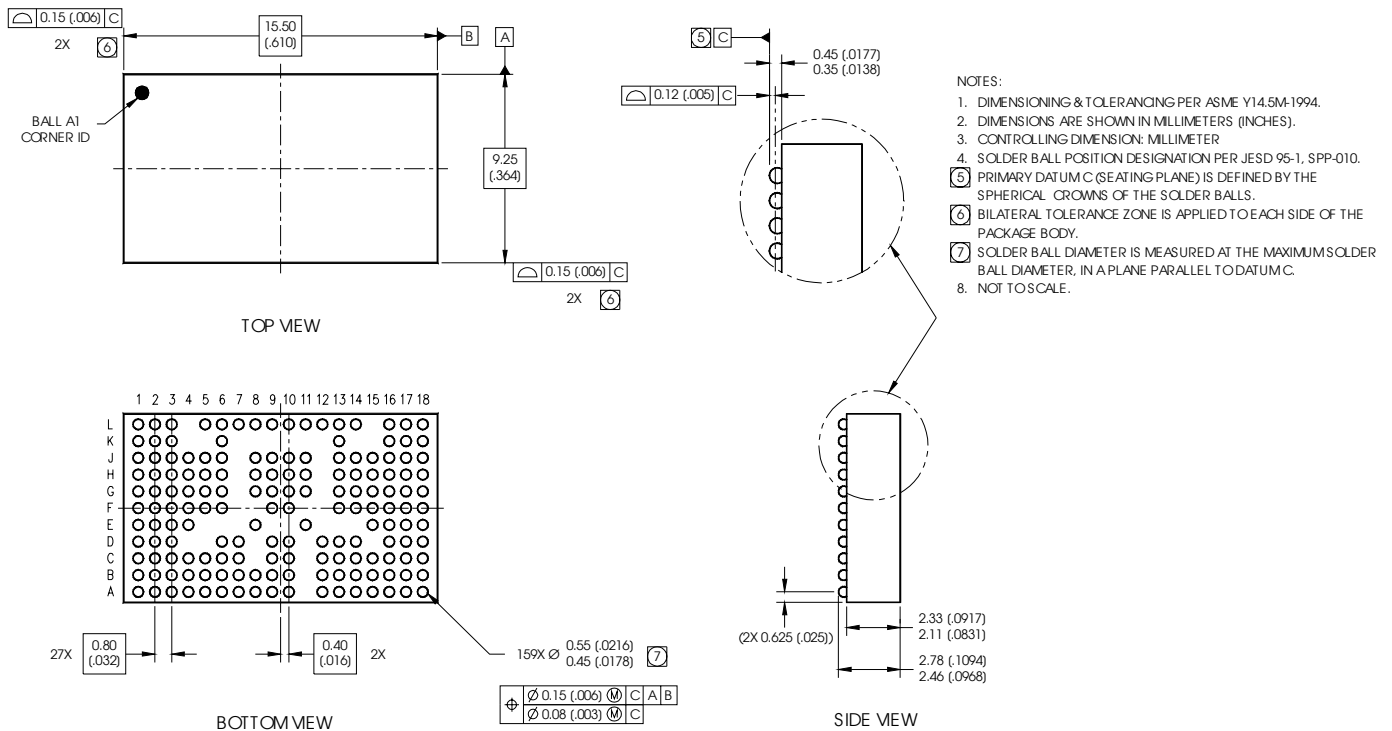 0.15 [.006] C
2X 6
15.50
[.610]
B
A
BALL A1
CORNER ID
9.25
[.364]
0.15 [.006] C
2X 6
TOP VIEW
5 C
0.45 [.0177]
0.35 [.0138]
0.12 [.005] C
NOTES:
1. DIMENSIONING & TOLERANCING PER ASME Y14.5M-1994.
2. DIMENSIONS ARE SHOWN IN MILLIMETERS [INCHES].
3. CONTROLLING DIMENSION: MILLIMETER
4. SOLDER BALL POSITION DESIGNATION PER JESD 95-1, SPP-010.
5 PRIMARY DATUM C (SEATING PLANE) IS DEFINED BY THE
SPHERICAL CROWNS OF THE SOLDER BALLS.
6 BILATERAL TOLERANCE ZONE IS APPLIED TO EACH SIDE OF THE
PACKAGE BODY.
7 SOLDER BALL DIAMETER IS MEASURED AT THE MAXIMUM SOLDER
BALL DIAMETER, IN A PLANE PARALLEL TO DATUM C.
8. NOT TO SCALE.
1 2 3 4 5 6 7 8 9 10 11 12 13 14 15 16 17 18
L
K
J
H
G
F
E
D
C
B
A
27X 0.80
[.032]
0.40
[.016] 2X
159X Ø 0.55 [.0216]
0.45 [.0178] 7
⌖ Ø 0.15 [.006] Ⓜ C A B
Ø 0.08 [.003] Ⓜ C
BOTTOM VIEW
(2X 0.625 [.025])
2.33 [.0917]
2.11 [.0831]
2.78 [.1094]
2.46 [.0968]
SIDE VIEW